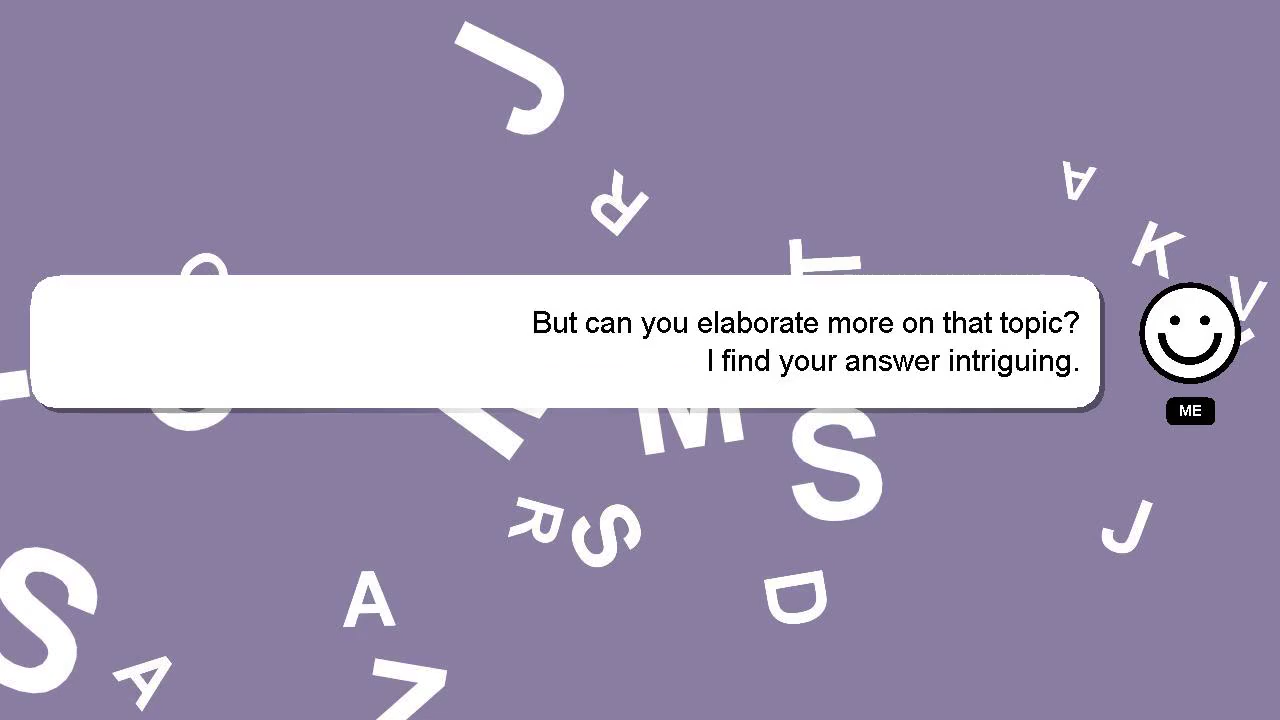 J
R
A
K
T
V
But can you elaborate more on that topic?
I find your answer intriguing.
ME
M
S
R
S
J
D
A
S
A
Z